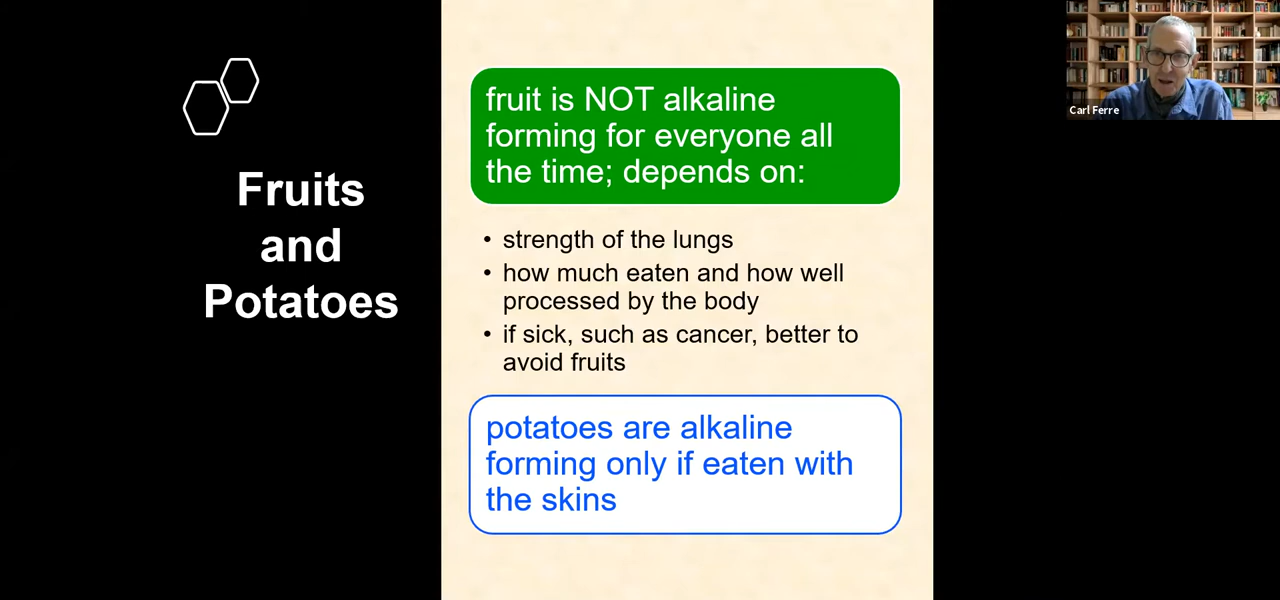 Fruits
and
Potatoes
fruit is NOT alkaline
forming for everyone all
the time; depends on:
• strength of the lungs
• how much eaten and how well
processed by the body
• if sick, such as cancer, better to
avoid fruits
potatoes are alkaline
forming only if eaten with
the skins
Carl Ferre